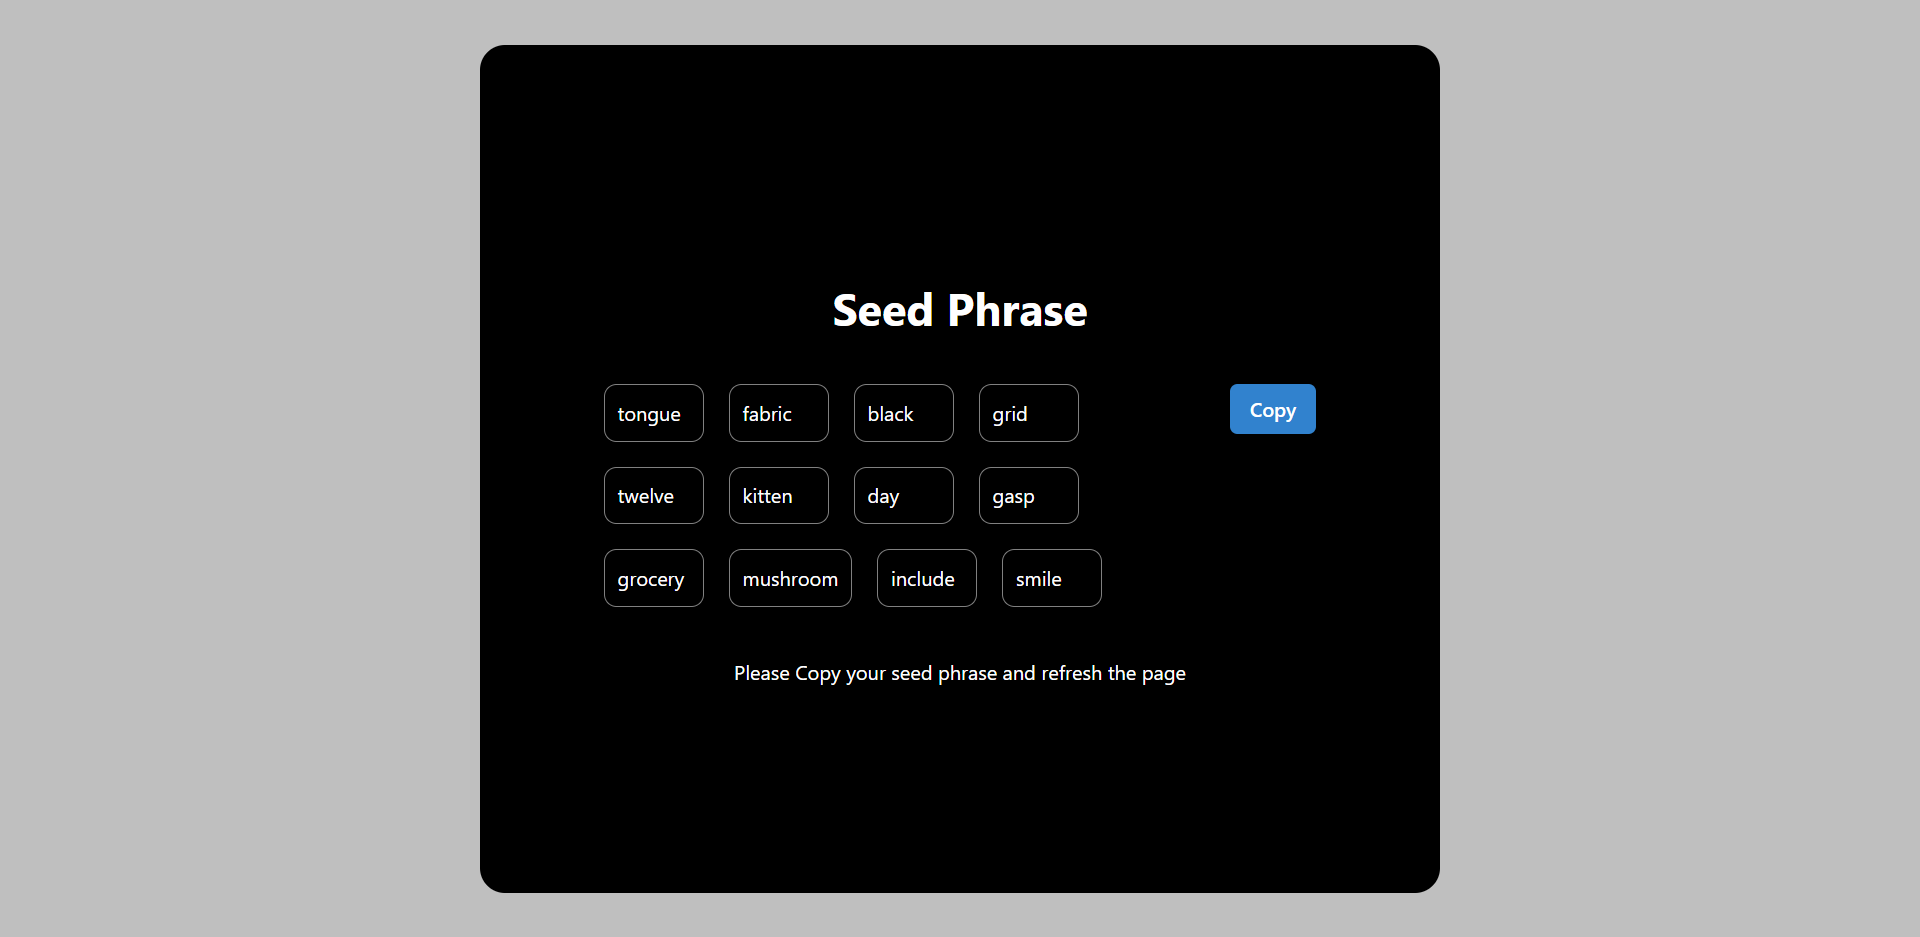 Seed Phrase
tongue fabric black grid Copy
twelve kitten day gasp
grocery mushroom include smile
Please Copy your seed phrase and refresh the page